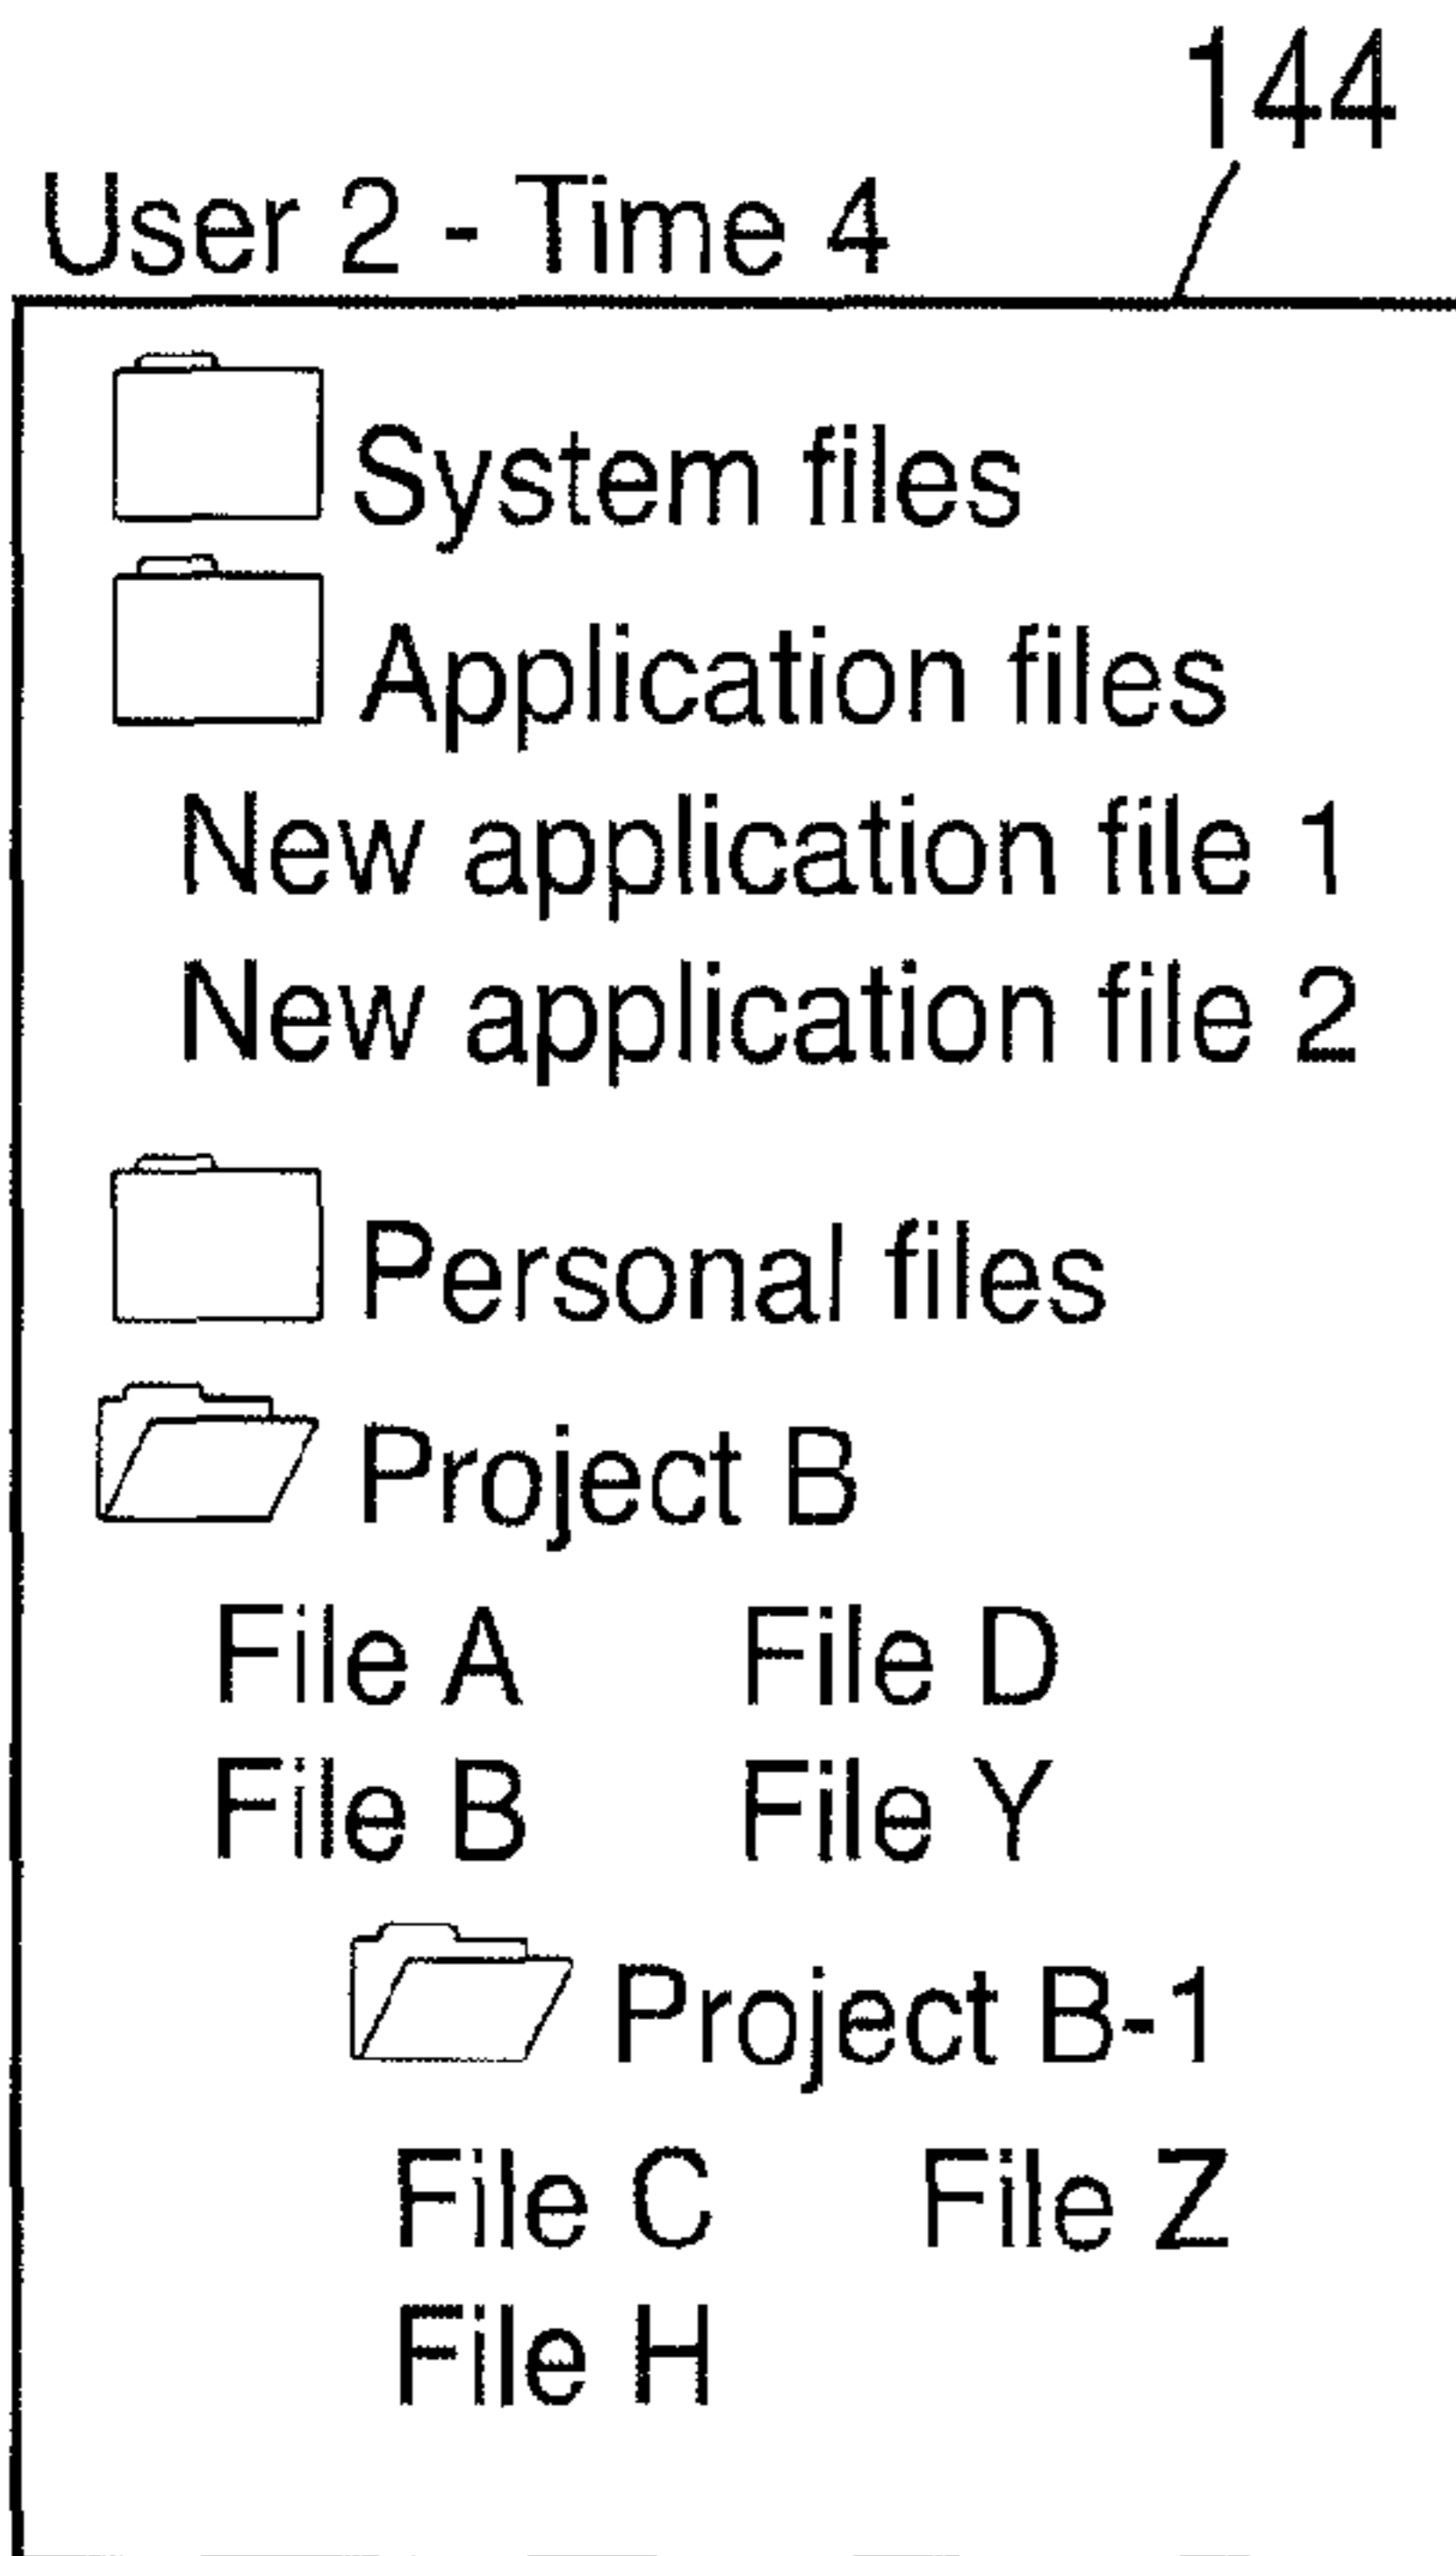 144
User 2 - Time 4
System files
Application files
New application file 1
New application file 2
Personal files
Project B
File A File D
File B File Y
Project B-1
File C File Z
File H